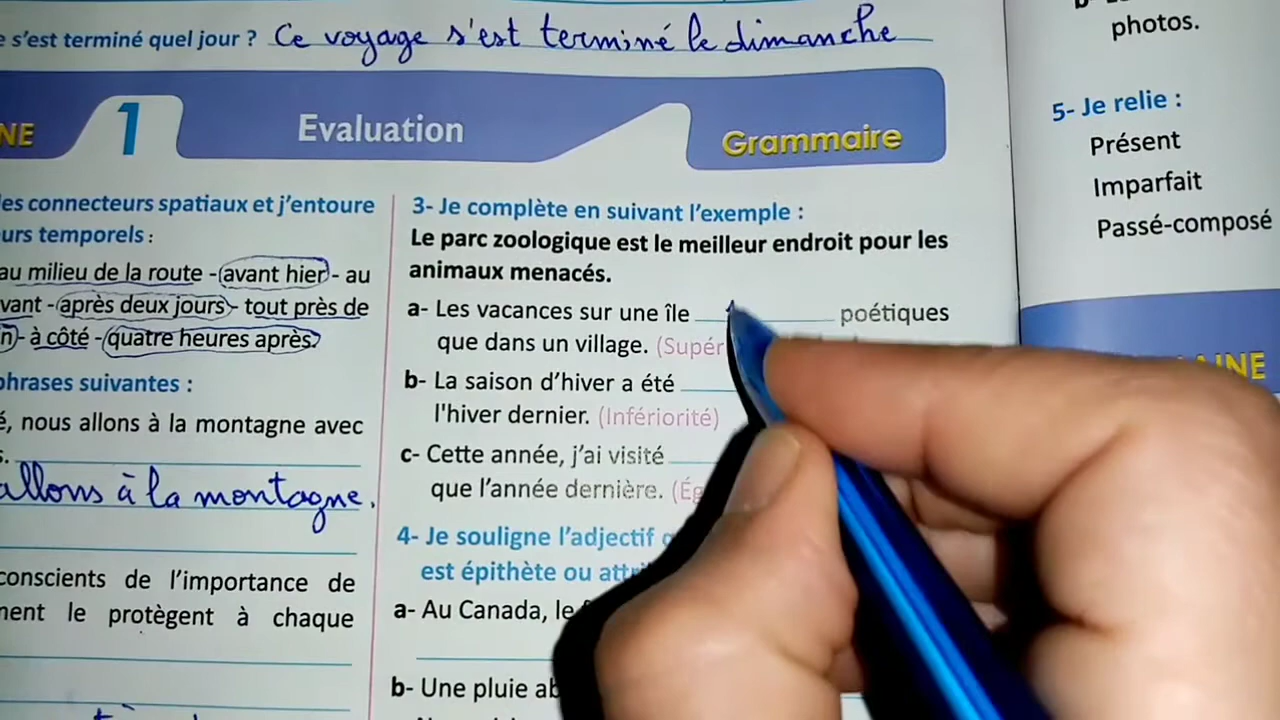 e s'est terminé quel jour ? Ce voyage s'est terminé le dimanche
NE 1 Evaluation Grammaire
les connecteurs spatiaux et j'entoure
urs temporels :
au milieu de la route - avant hier - au
vant - après deux jours - tout près de
n - à côté - quatre heures après.
phrases suivantes :
é, nous allons à la montagne avec
s.
allons à la montagne.
conscients de l'importance de
ment le protègent à chaque
3- Je complète en suivant l'exemple :
Le parc zoologique est le meilleur endroit pour les
animaux menacés.
a- Les vacances sur une île poétiques
que dans un village. (Supér
b- La saison d'hiver a été
l'hiver dernier. (Infériorité)
c- Cette année, j'ai visité
que l'année dernière. (Ég
4- Je souligne l'adjectif
est épithète ou attri
a- Au Canada, le
b- Une pluie ab
photos.
5- Je relie :
Présent
Imparfait
Passé-composé
AINE